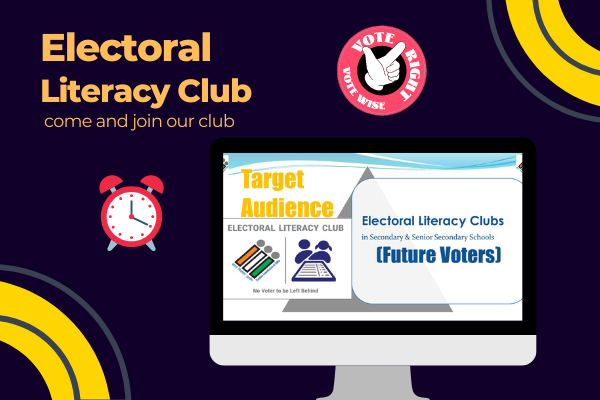 Electoral
Literacy Club
come and join our club
VOTE RIGHT
VOTE WISE
Target
Audience
ELECTORAL LITERACY CLUB
No Voter to be Left Behind
Electoral Literacy Clubs
in Secondary & Senior Secondary Schools
(Future Voters)